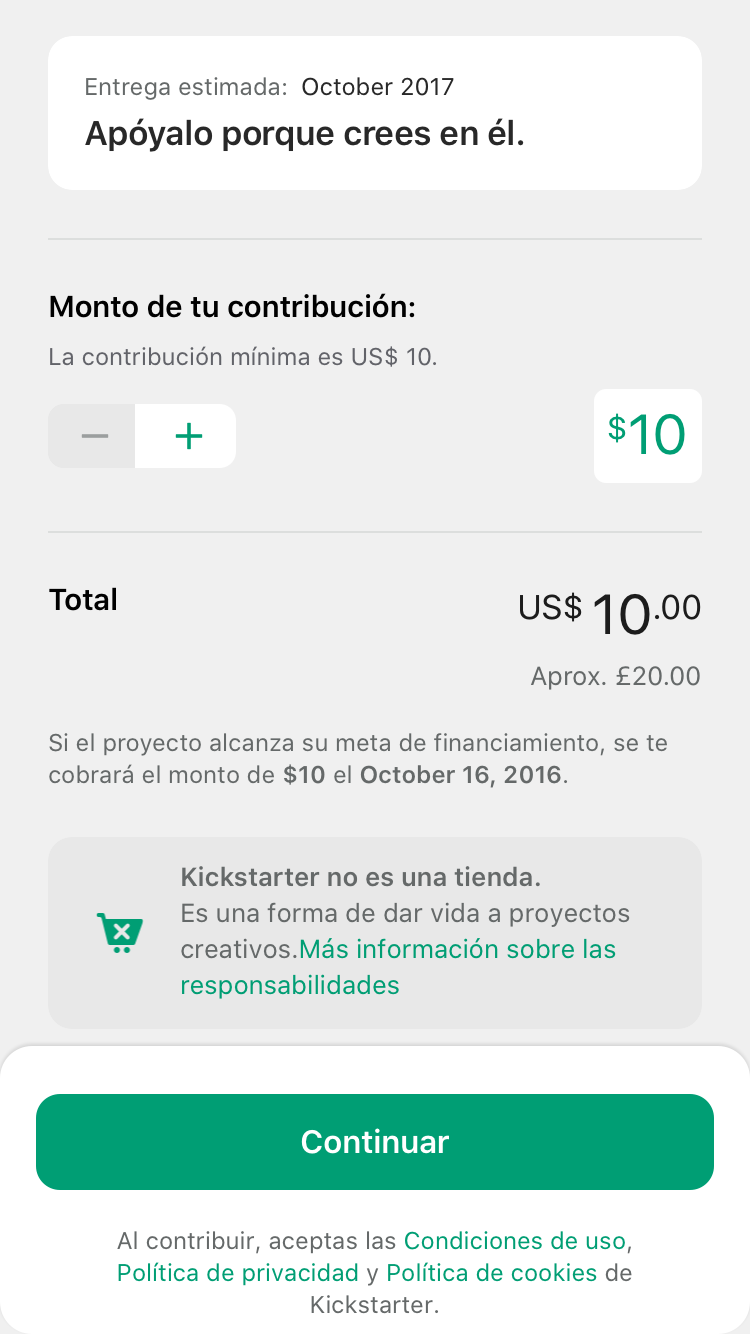 Entrega estimada: October 2017
Apóyalo porque crees en él.
Monto de tu contribución:
La contribución mínima es US$ 10.
$10
Total
US$ 10.00
Aprox. £20.00
Si el proyecto alcanza su meta de financiamiento, se te
cobrará el monto de $10 el October 16, 2016.
Kickstarter no es una tienda.
Es una forma de dar vida a proyectos
creativos.Más información sobre las
responsabilidades
Continuar
Al contribuir, aceptas las Condiciones de uso,
Política de privacidad y Política de cookies de
Kickstarter.